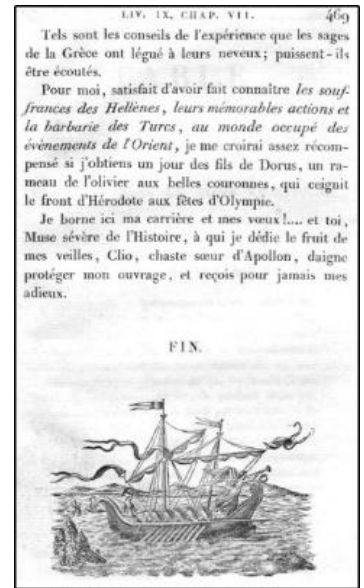 LIV. IX, CHAP. VII. 469
Tels sont les conseils de l'expérience que les sages
de la Grèce ont légué à leurs neveux; puissent-ils
être écoutés.
Pour moi, satisfait d'avoir fait connaître les souf-
frances des Hellènes, leurs mémorables actions et
la barbarie des Turcs, au monde occupé des
évènements de l'Orient, je me croirai assez récom-
pensé si j'obtiens un jour des fils de Dorus, un ra-
meau de l'olivier aux belles couronnes, qui ceignit
le front d'Hérodote aux fêtes d'Olympie.
Je borne ici ma carrière et mes vœux!.... et toi,
Muse sévère de l'Histoire, à qui je dédie le fruit de
mes veilles, Clio, chaste sœur d'Apollon, daigne
protéger mon ouvrage, et reçois pour jamais mes
adieux.
FIN.